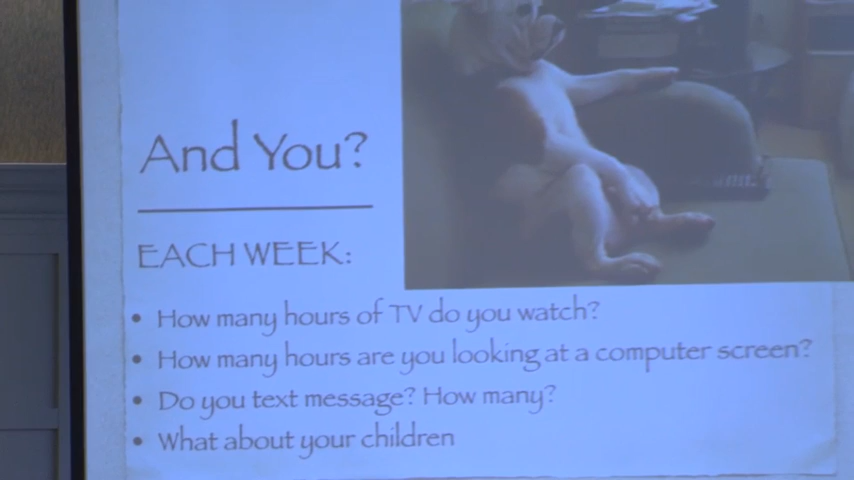 And You?
EACH WEEK:
• How many hours of TV do you watch?
• How many hours are you looking at a computer screen?
• Do you text message? How many?
• What about your children